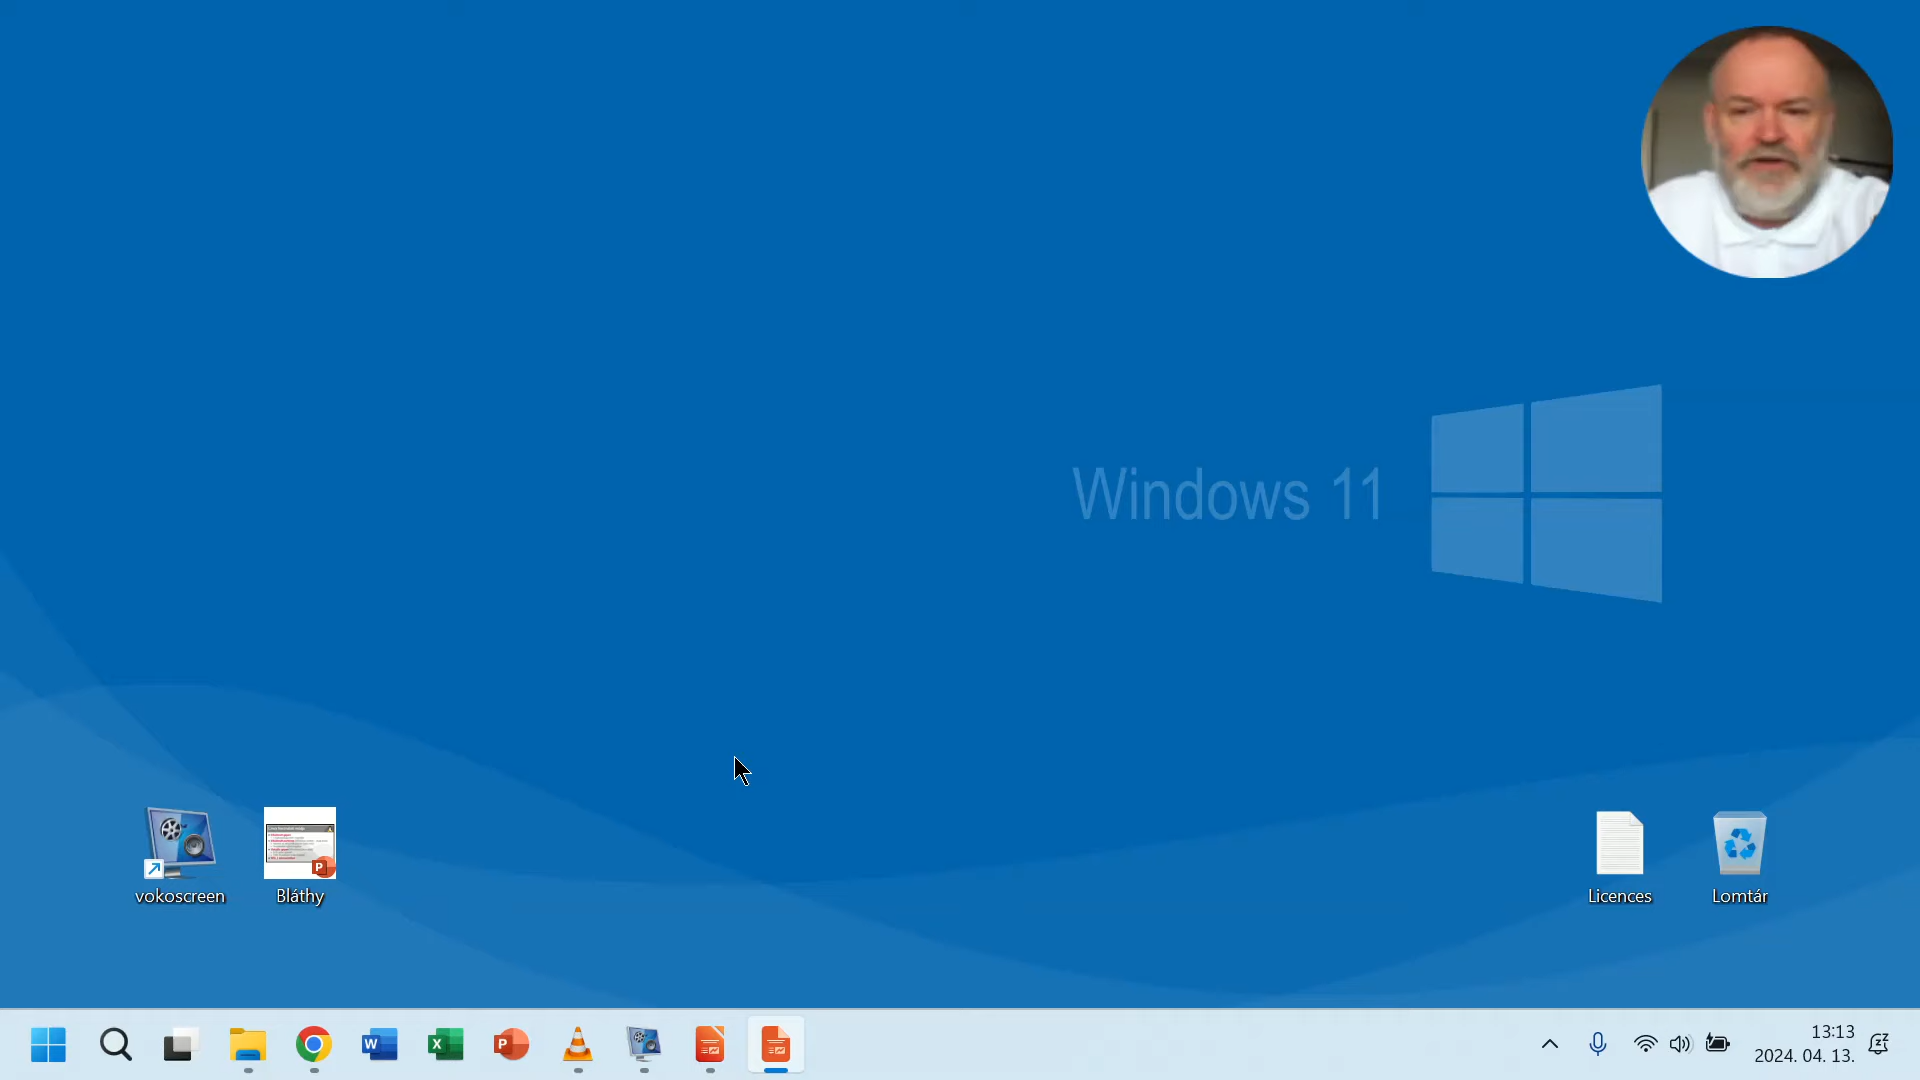 Windows 11
vokoscreen
Bláthy
Licences
Lomtár
13:13
2024. 04. 13.